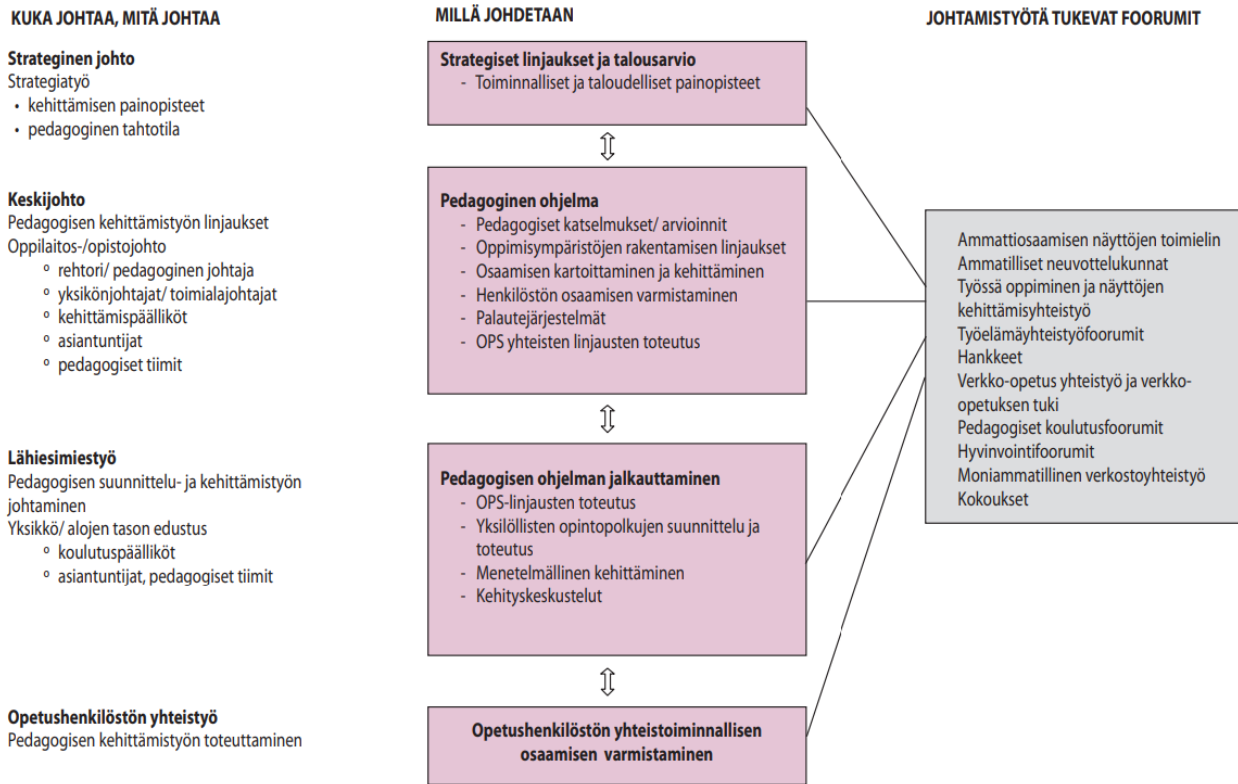 KUKA JOHTAA, MITÄ JOHTAA
Strateginen johto
Strategiatyö
• kehittämisen painopisteet
• pedagoginen tahtotila
Keskijohto
Pedagogisen kehittämistyön linjaukset
Oppilaitos-/opistojohto
º rehtori/ pedagoginen johtaja
º yksikönjohtajat/ toimialajohtajat
º kehittämispäälliköt
º asiantuntijat
º pedagogiset tiimit
Lähiesimiestyö
Pedagogisen suunnittelu- ja kehittämistyön
johtaminen
Yksikkö/ alojen tason edustus
º koulutuspäälliköt
º asiantuntijat, pedagogiset tiimit
Opetushenkilöstön yhteistyö
Pedagogisen kehittämistyön toteuttaminen
MILLÄ JOHDETAAN
Strategiset linjaukset ja talousarvio
- Toiminnalliset ja taloudelliset painopisteet
Pedagoginen ohjelma
- Pedagogiset katselmukset/ arvioinnit
- Oppimisympäristöjen rakentamisen linjaukset
- Osaamisen kartoittaminen ja kehittäminen
- Henkilöstön osaamisen varmistaminen
- Palautejärjestelmät
- OPS yhteisten linjausten toteutus
Pedagogisen ohjelman jalkauttaminen
- OPS-linjausten toteutus
- Yksilöllisten opintopolkujen suunnittelu ja
toteutus
- Menetelmällinen kehittäminen
- Kehityskeskustelut
Opetushenkilöstön yhteistoiminnallisen
osaamisen varmistaminen
JOHTAMISTYÖTÄ TUKEVAT FOORUMIT
Ammattiosaamisen näyttöjen toimielin
Ammatilliset neuvottelukunnat
Työssä oppiminen ja näyttöjen
kehittämisyhteistyö
Työelämäyhteistyöfoorumit
Hankkeet
Verkko-opetus yhteistyö ja verkko-
opetuksen tuki
Pedagogiset koulutusfoorumit
Hyvinvointifoorumit
Moniammatillinen verkostoyhteistyö
Kokoukset